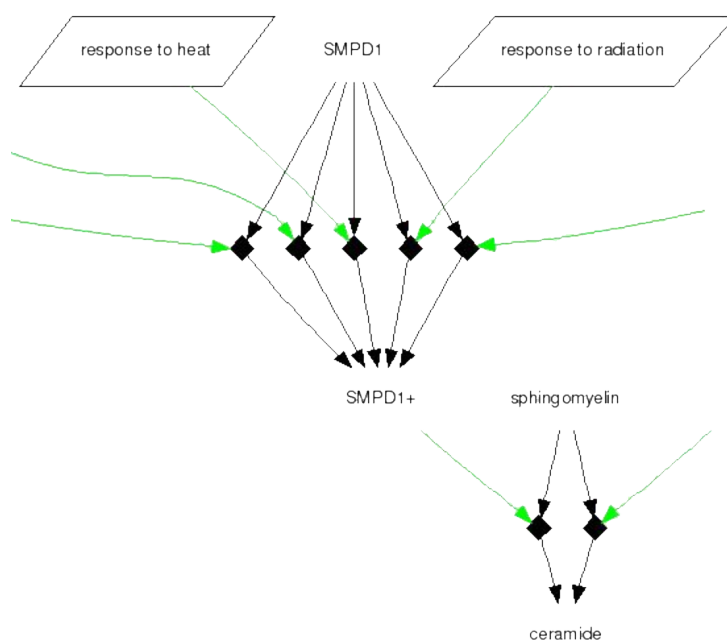 response to heat
SMPD1
response to radiation
SMPD1+
sphingomyelin
ceramide